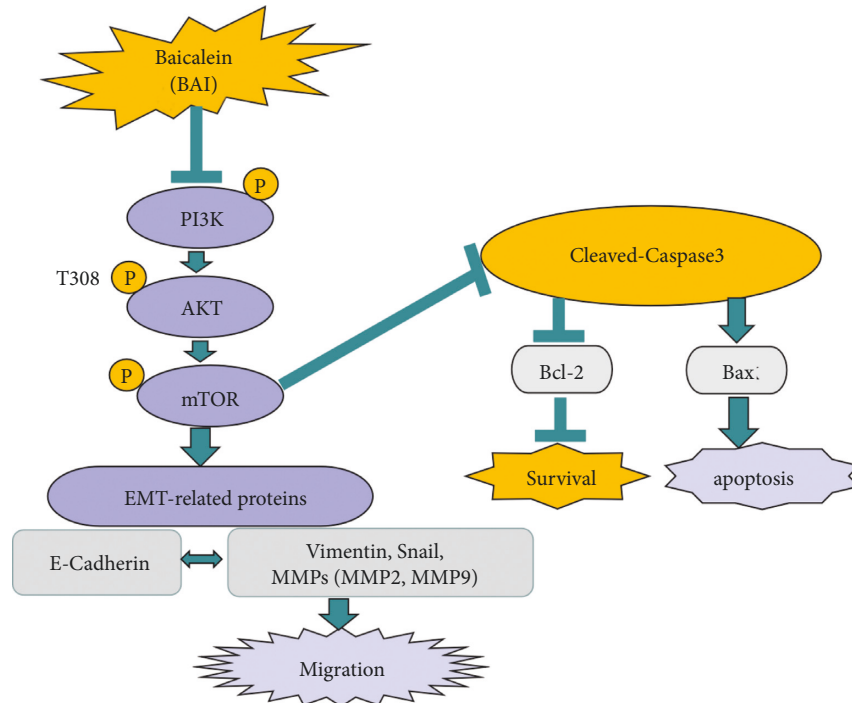 Baicalein
(BAI)
P
PI3K
T308
P
AKT
P
mTOR
EMT-related proteins
E-Cadherin
Vimentin, Snail,
MMPs (MMP2, MMP9)
Migration
Cleaved-Caspase3
Bcl-2
Bax:
Survival
apoptosis